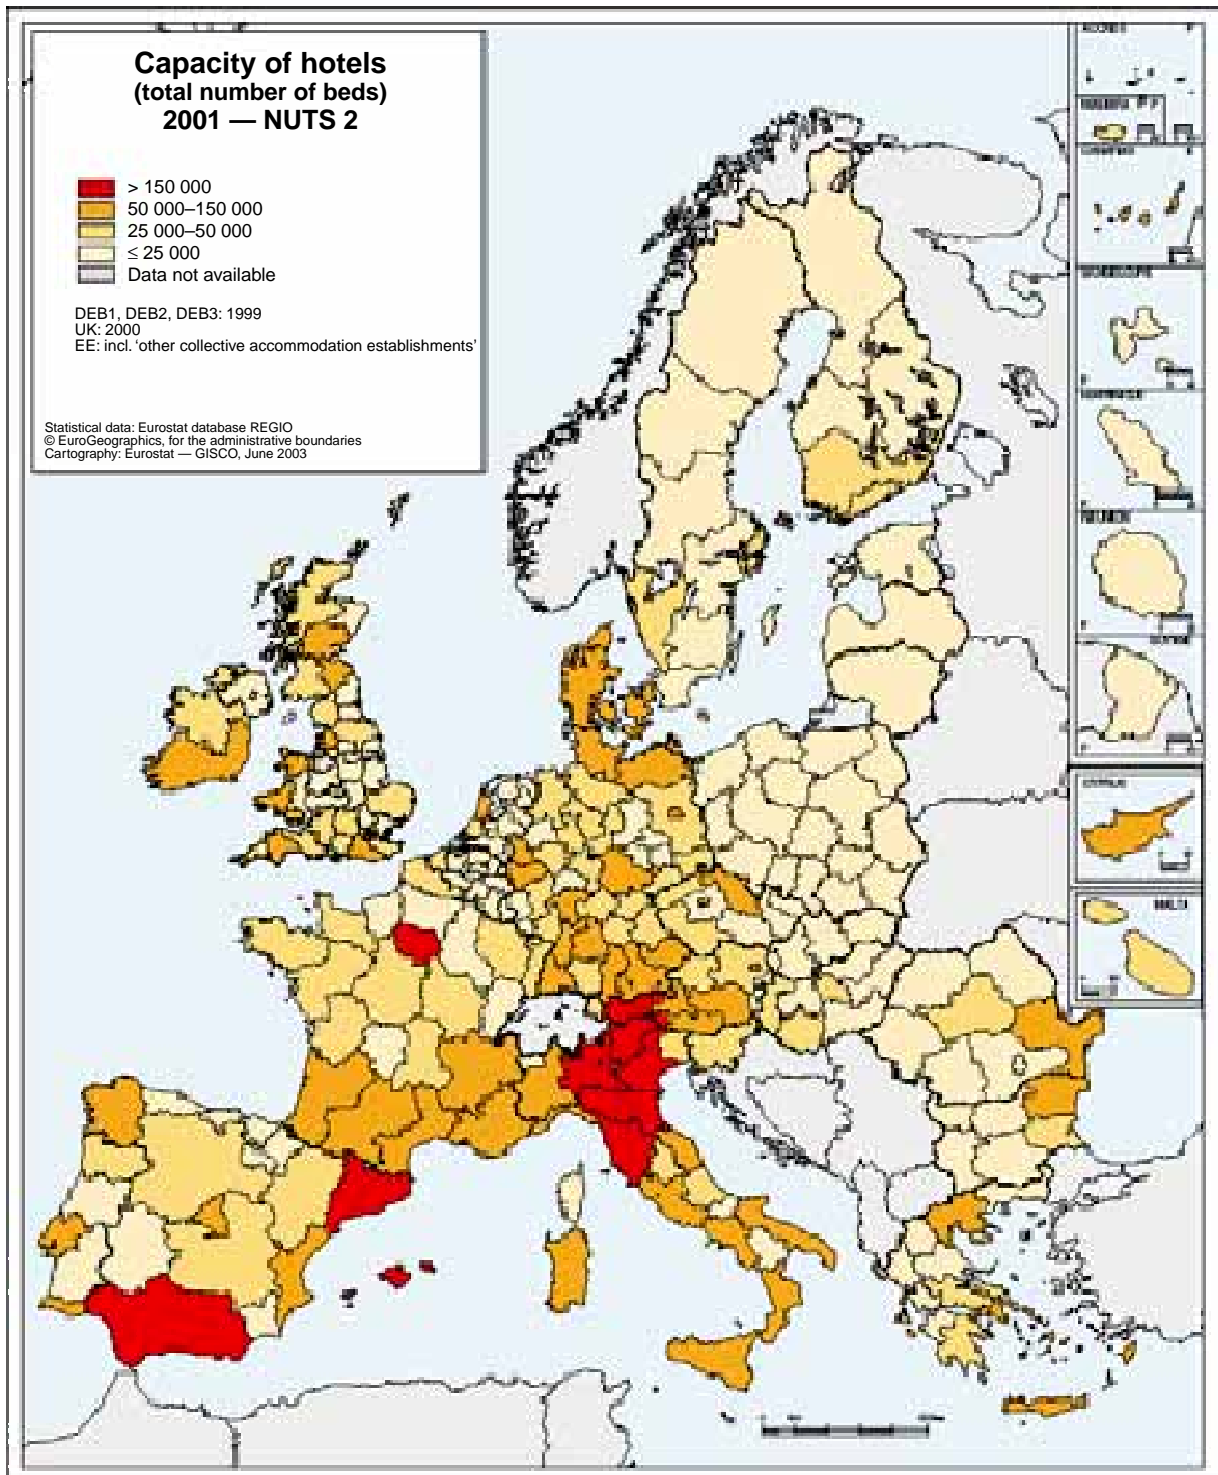 Capacity of hotels
(total number of beds)
2001 — NUTS 2
> 150 000
50 000–150 000
25 000–50 000
≤ 25 000
Data not available
DEB1, DEB2, DEB3: 1999
UK: 2000
EE: incl. ‘other collective accommodation establishments’
Statistical data: Eurostat database REGIO
© EuroGeographics, for the administrative boundaries
Cartography: Eurostat — GISCO, June 2003